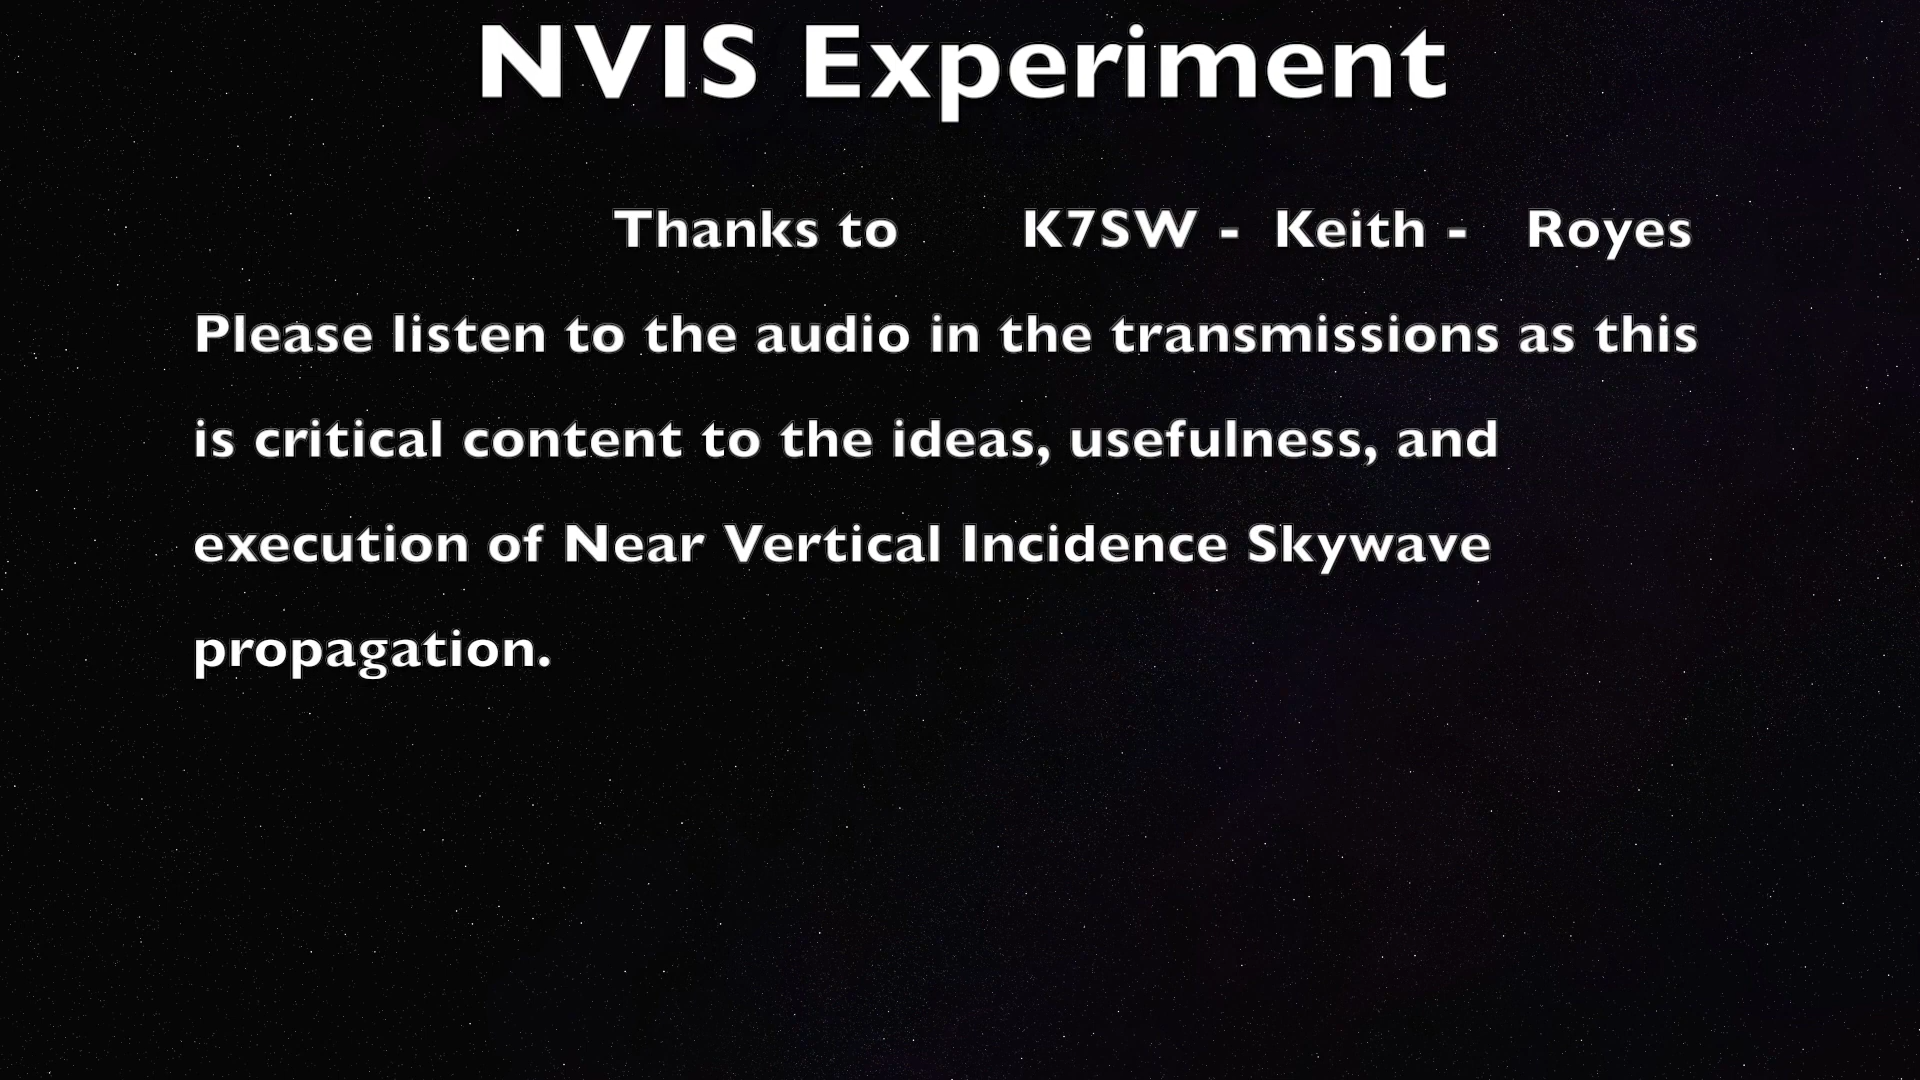 NVIS Experiment
Thanks to K7SW - Keith - Royes
Please listen to the audio in the transmissions as this
is critical content to the ideas, usefulness, and
execution of Near Vertical Incidence Skywave
propagation.